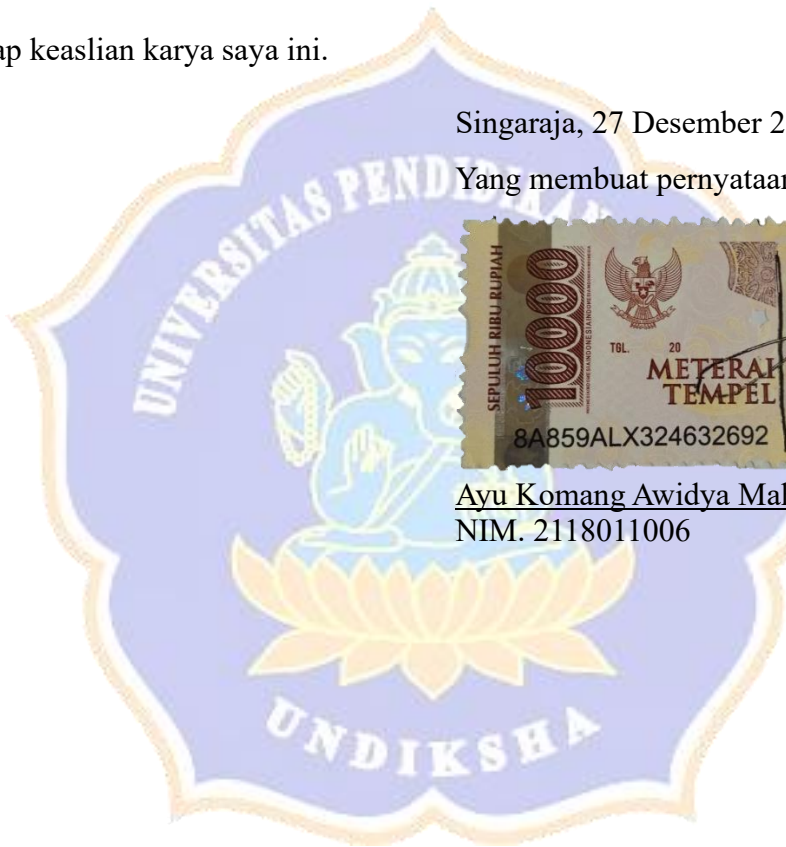 ap keaslian karya saya ini.
Singaraja, 27 Desember 2
Yang membuat pernyataan
UNIVERSITAS PENDIDIKAN
SEPULUH RIBU RUPIAH
10000
TGL. 20
METERAI
TEMPEL
8A859ALX324632692
Ayu Komang Awidya Mal
NIM. 2118011006
UNDIKSHA